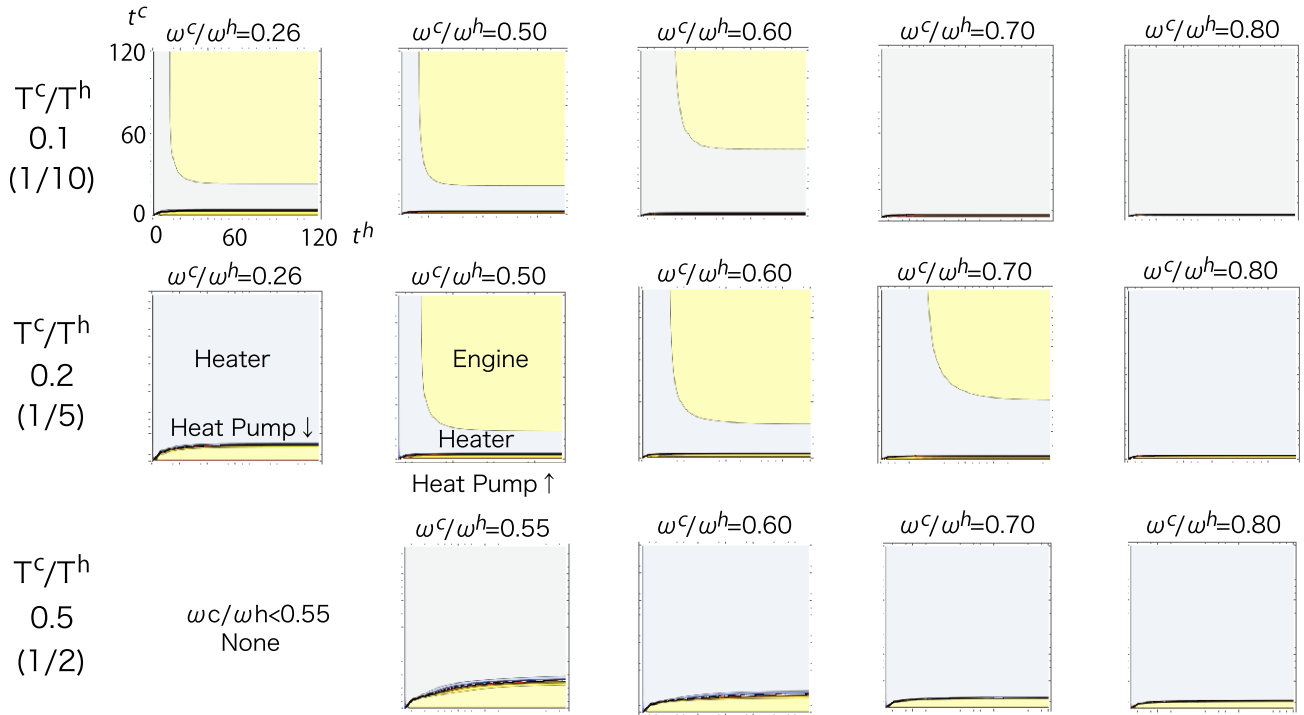 t^c
ω^c/ω^h=0.26
ω^c/ω^h=0.50
ω^c/ω^h=0.60
ω^c/ω^h=0.70
ω^c/ω^h=0.80
120
60
0
T^c/T^h
0.1
(1/10)
0
60
120
t^h
ω^c/ω^h=0.26
ω^c/ω^h=0.50
ω^c/ω^h=0.60
ω^c/ω^h=0.70
ω^c/ω^h=0.80
T^c/T^h
0.2
(1/5)
Heater
Heat Pump↓
Engine
Heater
Heat Pump↑
ω^c/ω^h=0.55
ω^c/ω^h=0.60
ω^c/ω^h=0.70
ω^c/ω^h=0.80
T^c/T^h
0.5
(1/2)
ωc/ωh<0.55
None